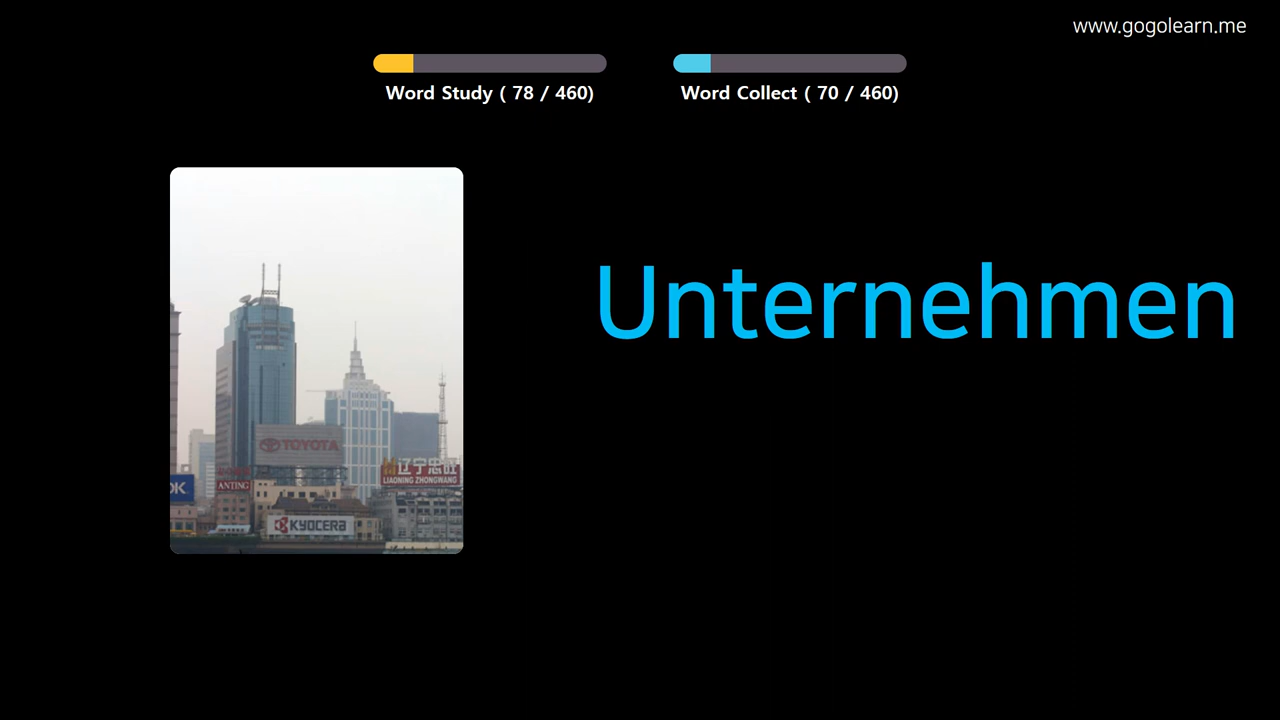 www.gogolearn.me
Word Study ( 78 / 460)
Word Collect ( 70 / 460)
Unternehmen
TOYOTA
辽宁忠旺
LIAONING ZHONGWANG
OK
ANTING
KYOCERA